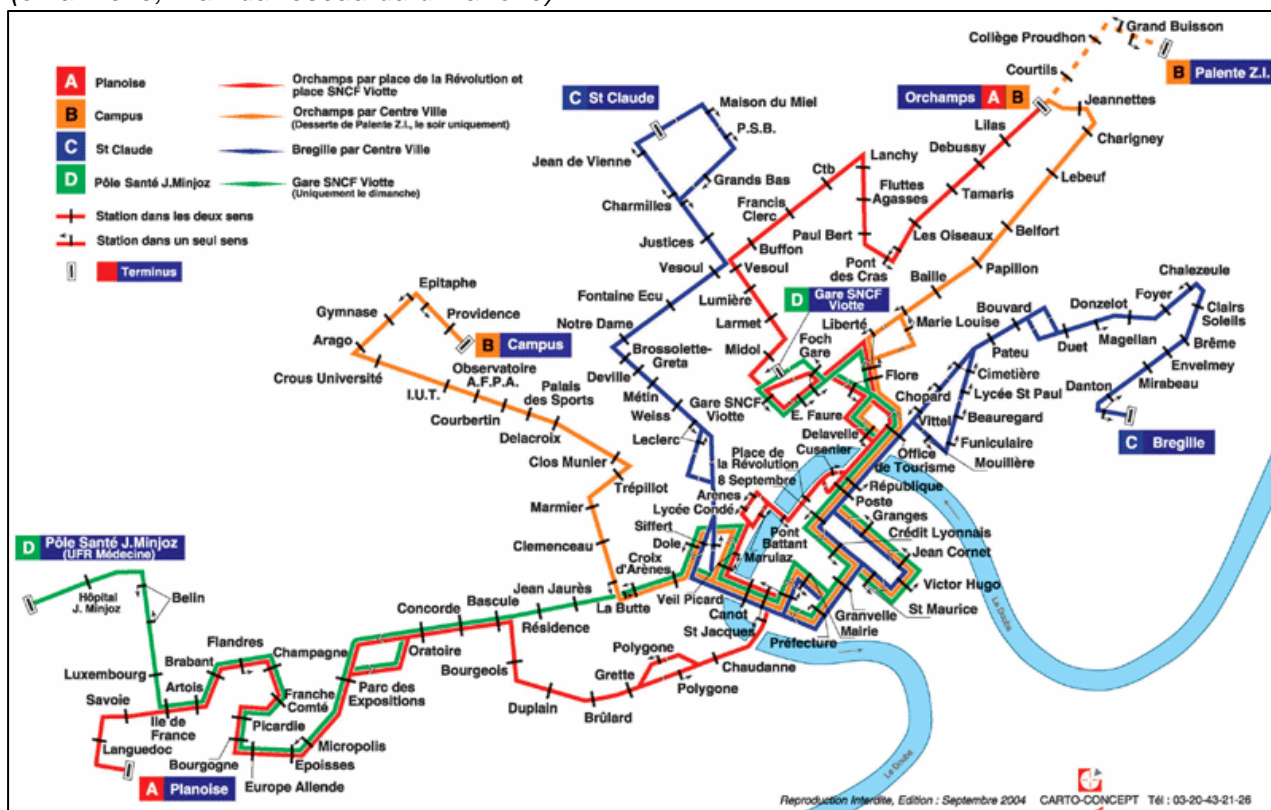 A Planoise
Orchamps par place de la Révolution et
place SNCF Viotte
B Campus
Orchamps par Centre Ville
(Desserte de Palente Z.I., le soir uniquement)
C St Claude
Bregille par Centre Ville
D Pôle Santé J.Minjoz
Gare SNCF Viotte
(Uniquement le dimanche)
Station dans les deux sens
Station dans un seul sens
Terminus
Grand Buisson
Collège Proudhon
B Palente Z.I.
Courtils
Orchamps A B
Jeannettes
Charigney
Lilas
Debussy
Lebeuf
Tamaris
Belfort
Les Oiseaux
Papillon
Pont
des Cras
Baille
Paul Bert
Fluttes
Agasses
Lanchy
Ctb
Francis
Clerc
Buffon
Vesoul
Lumière
Larmet
Midol
C St Claude
Maison du Miel
P.S.B.
Jean de Vienne
Grands Bas
Charmilles
Justices
Vesoul
Fontaine Ecu
Notre Dame
Brossolette-
Greta
Deville
Métin
Weiss
Leclerc
D Gare SNCF
Viotte
Liberté
Marie Louise
Foch
Gare
Flore
Gare SNCF
Viotte
E. Faure
Delavelle
Cusenier
Chalezeule
Foyer
Clairs
Soleils
Donzelot
Bouvard
Magellan
Brême
Duet
Envelmey
Pateu
Mirabeau
Cimetière
Danton
Lycée St Paul
Chopard
Beauregard
Vittel
C Bregille
Funiculaire
Mouillère
Office
de Tourisme
Place de
la Révolution
8 Septembre
République
Poste
Arènes
Lycée Condé
Granges
Crédit Lyonnais
Pont
Battant
Jean Cornet
Siffert
Dole
Marulaz
Victor Hugo
Croix
d'Arènes
St Maurice
Veil Picard
Granvelle
Canot
Mairie
St Jacques
Préfecture
Chaudanne
Epitaphe
Gymnase
Providence
Arago
B Campus
Crous Université
Observatoire
A.F.P.A.
I.U.T.
Palais
des Sports
Courbertin
Delacroix
Clos Munier
Trépillot
Marmier
Clemenceau
La Butte
Jean Jaurès
Résidence
Bascule
Concorde
Oratoire
Bourgeois
Polygone
Grette
Polygone
Duplain
Brûlard
D Pôle Santé J.Minjoz
(UFR Médecine)
Hôpital
J. Minjoz
Belin
Flandres
Champagne
Luxembourg
Brabant
Artois
Savoie
Ile de
France
Franche
Comté
Parc des
Expositions
Languedoc
Picardie
Micropolis
Bourgogne
Epoisses
Europe Allende
A Planoise
Le Doubs
Le Doubs
Reproduction Interdite, Edition : Septembre 2004 CARTO-CONCEPT Tél : 03-20-43-21-26